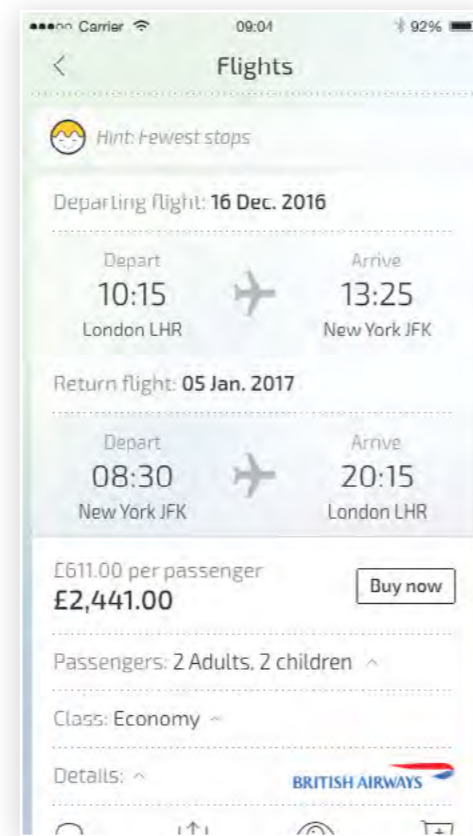 Carrier 09:04 92%
Flights
Hint: Fewest stops
Departing flight: 16 Dec. 2016
Depart Arrive
10:15 13:25
London LHR New York JFK
Return flight: 05 Jan. 2017
Depart Arrive
08:30 20:15
New York JFK London LHR
£611.00 per passenger
£2,441.00
Buy now
Passengers: 2 Adults, 2 children
Class: Economy
Details: BRITISH AIRWAYS